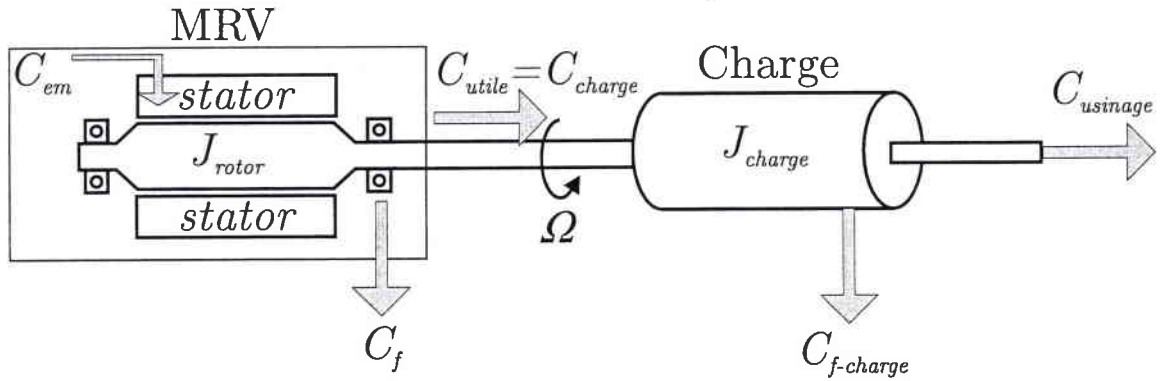 MRV
C_em
stator
C_utile=C_charge
Charge
C_usinage
J_rotor
J_charge
stator
Ω
C_f
C_f-charge